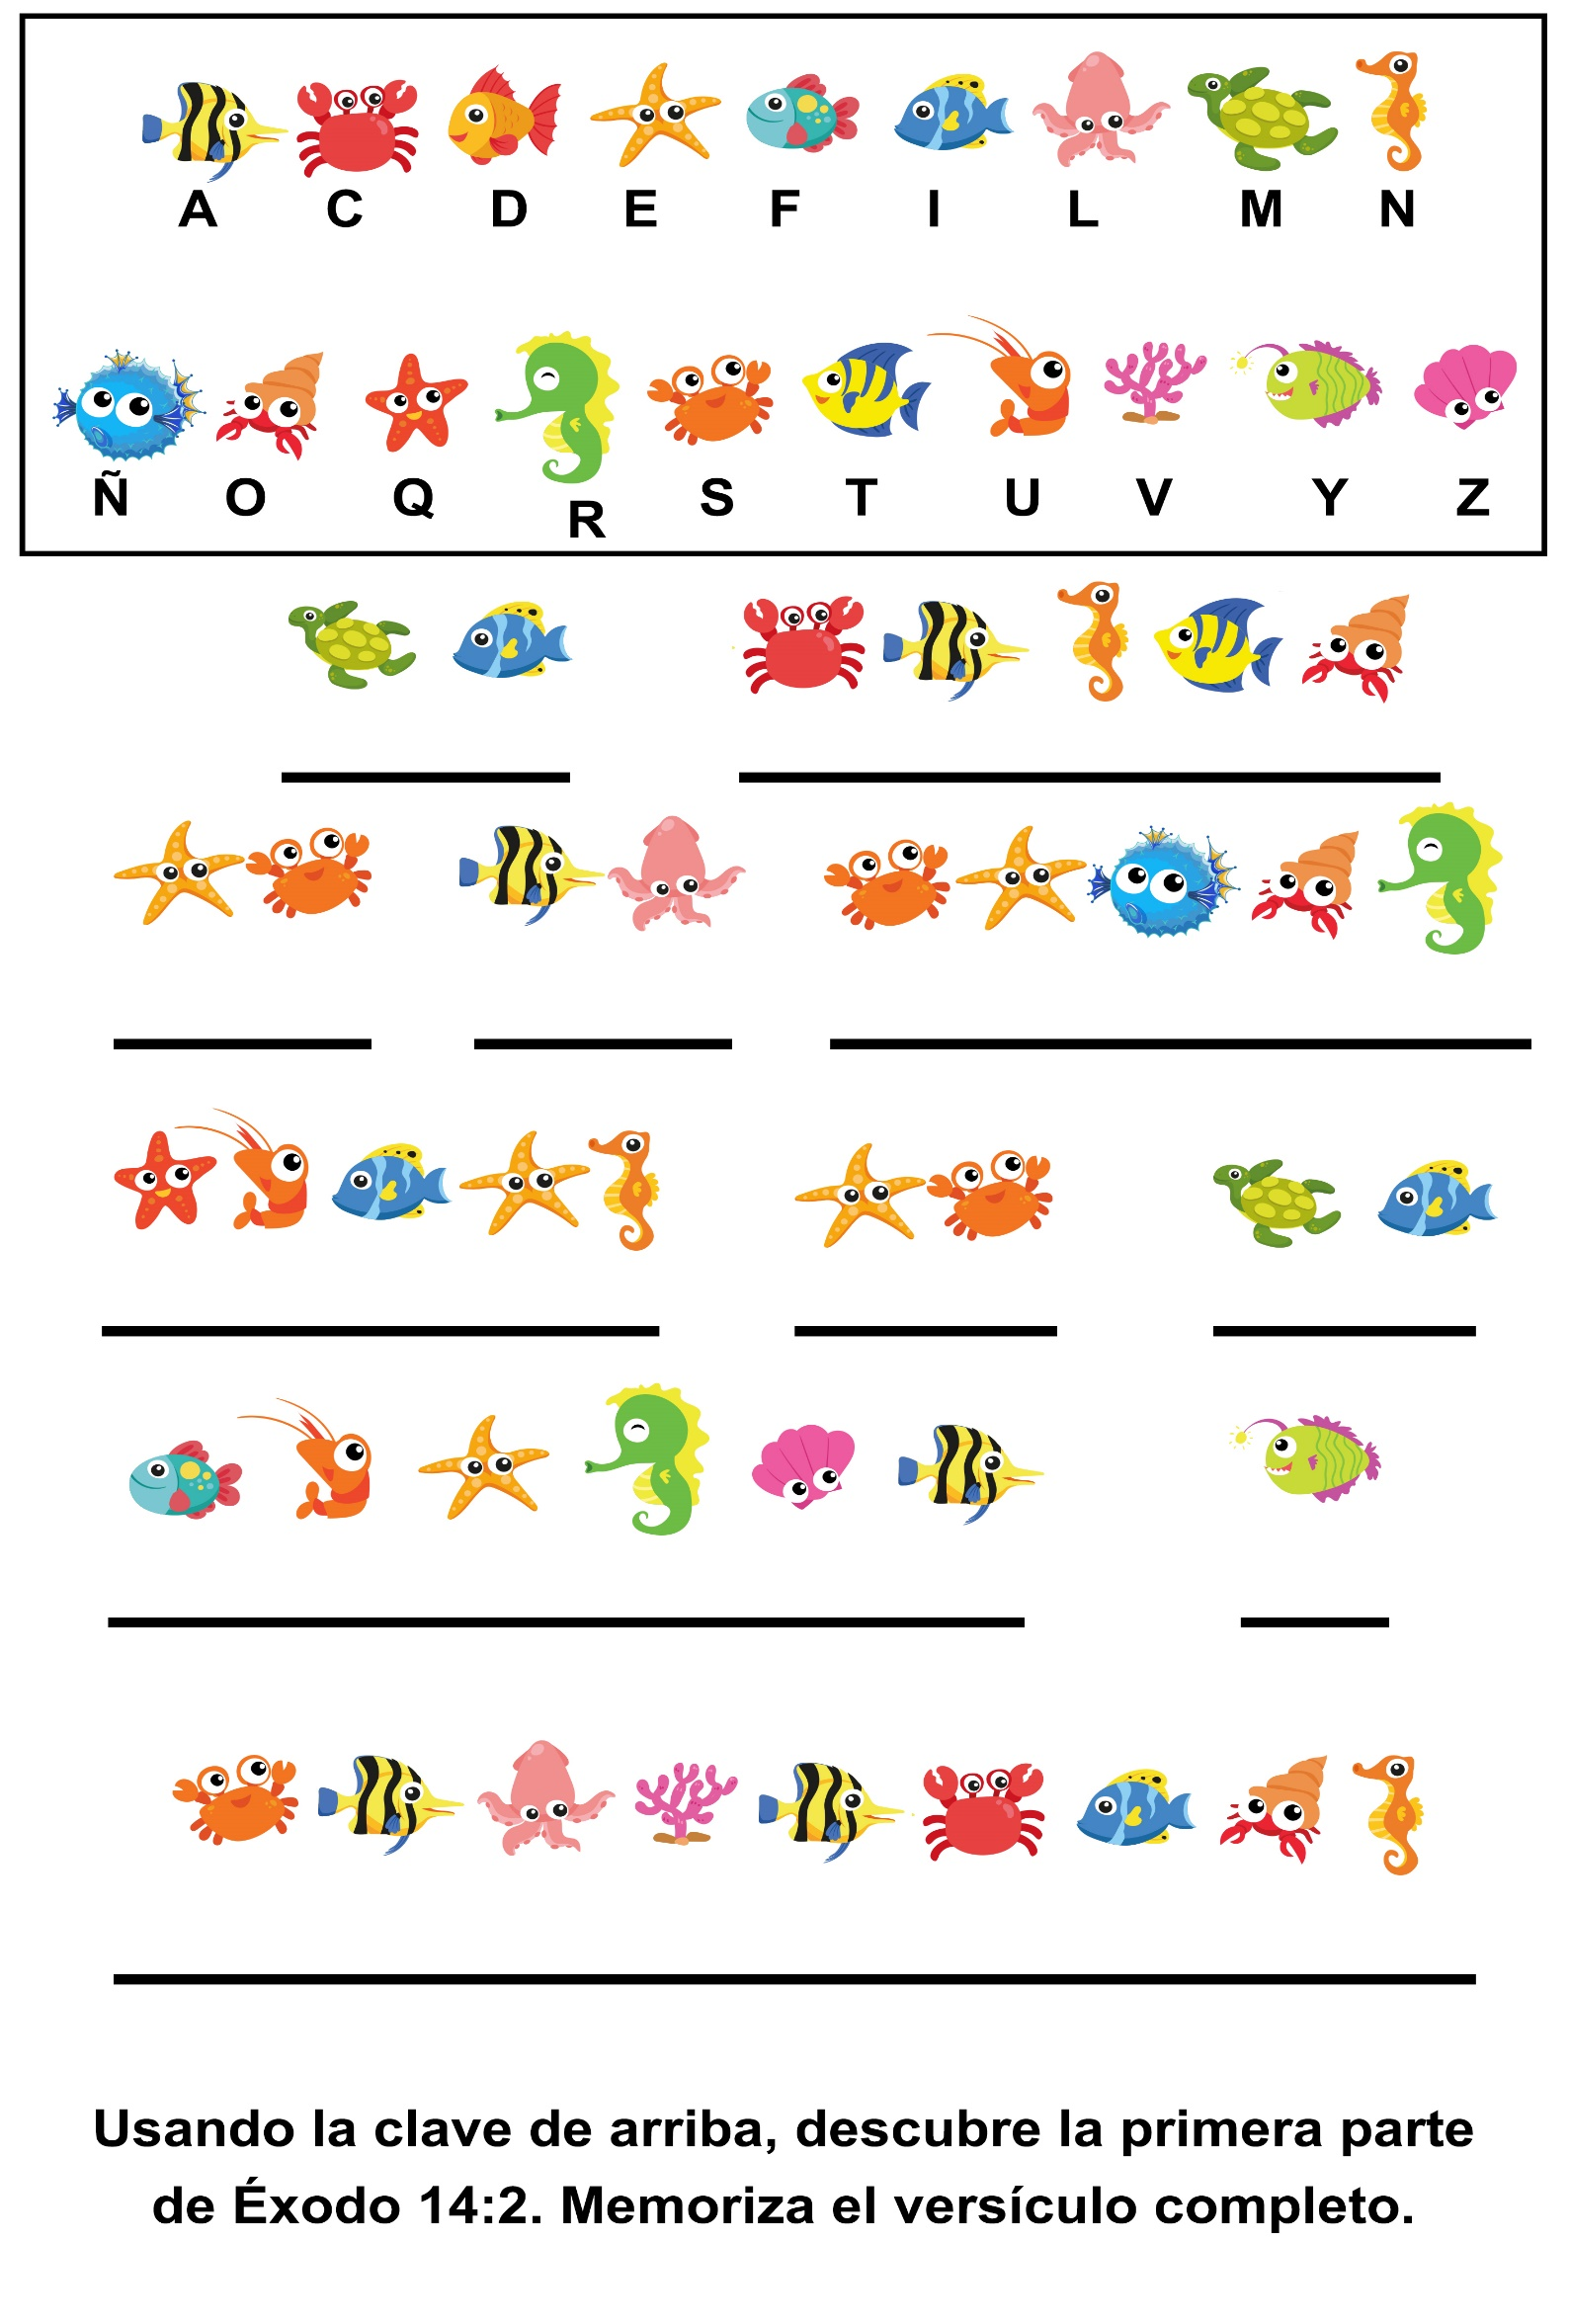 A C D E F I L M N
Ñ O Q R S T U V Y Z
Usando la clave de arriba, descubre la primera parte
de Éxodo 14:2. Memoriza el versículo completo.